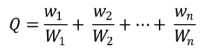 Q = w₁/W₁ + w₂/W₂ + ⋯ + wₙ/Wₙ